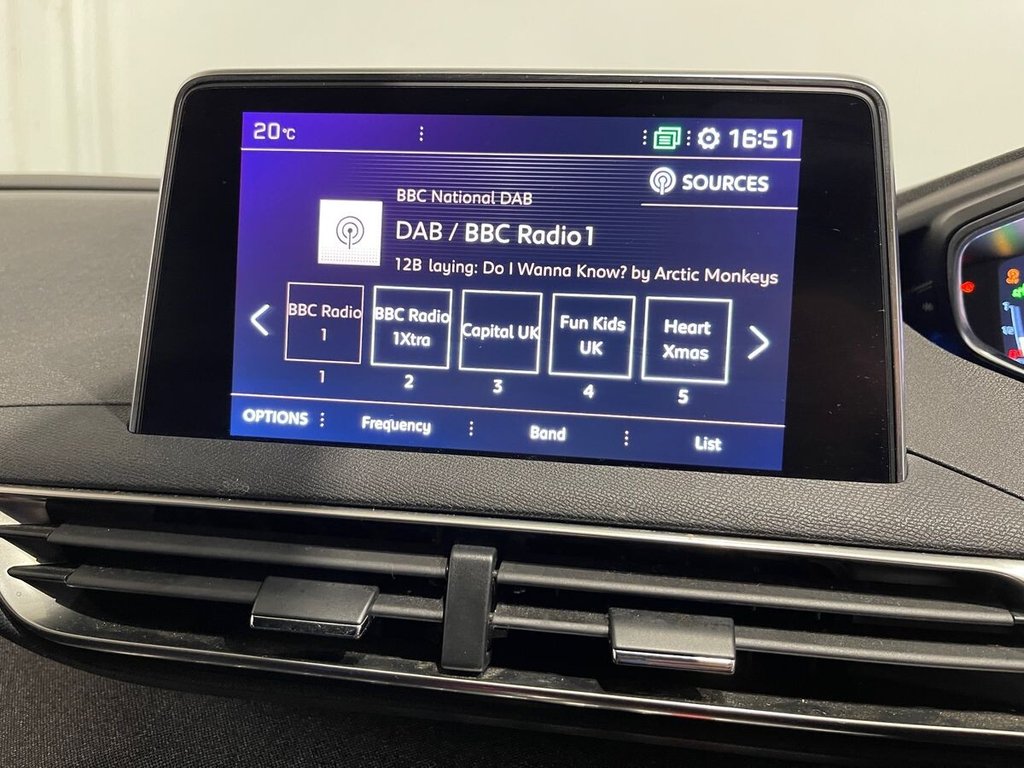 20°C
16:51
SOURCES
BBC National DAB
DAB / BBC Radio 1
12B laying: Do I Wanna Know? by Arctic Monkeys
BBC Radio
1
BBC Radio
1Xtra
Capital UK
Fun Kids
UK
Heart
Xmas
1
2
3
4
5
OPTIONS
Frequency
Band
List